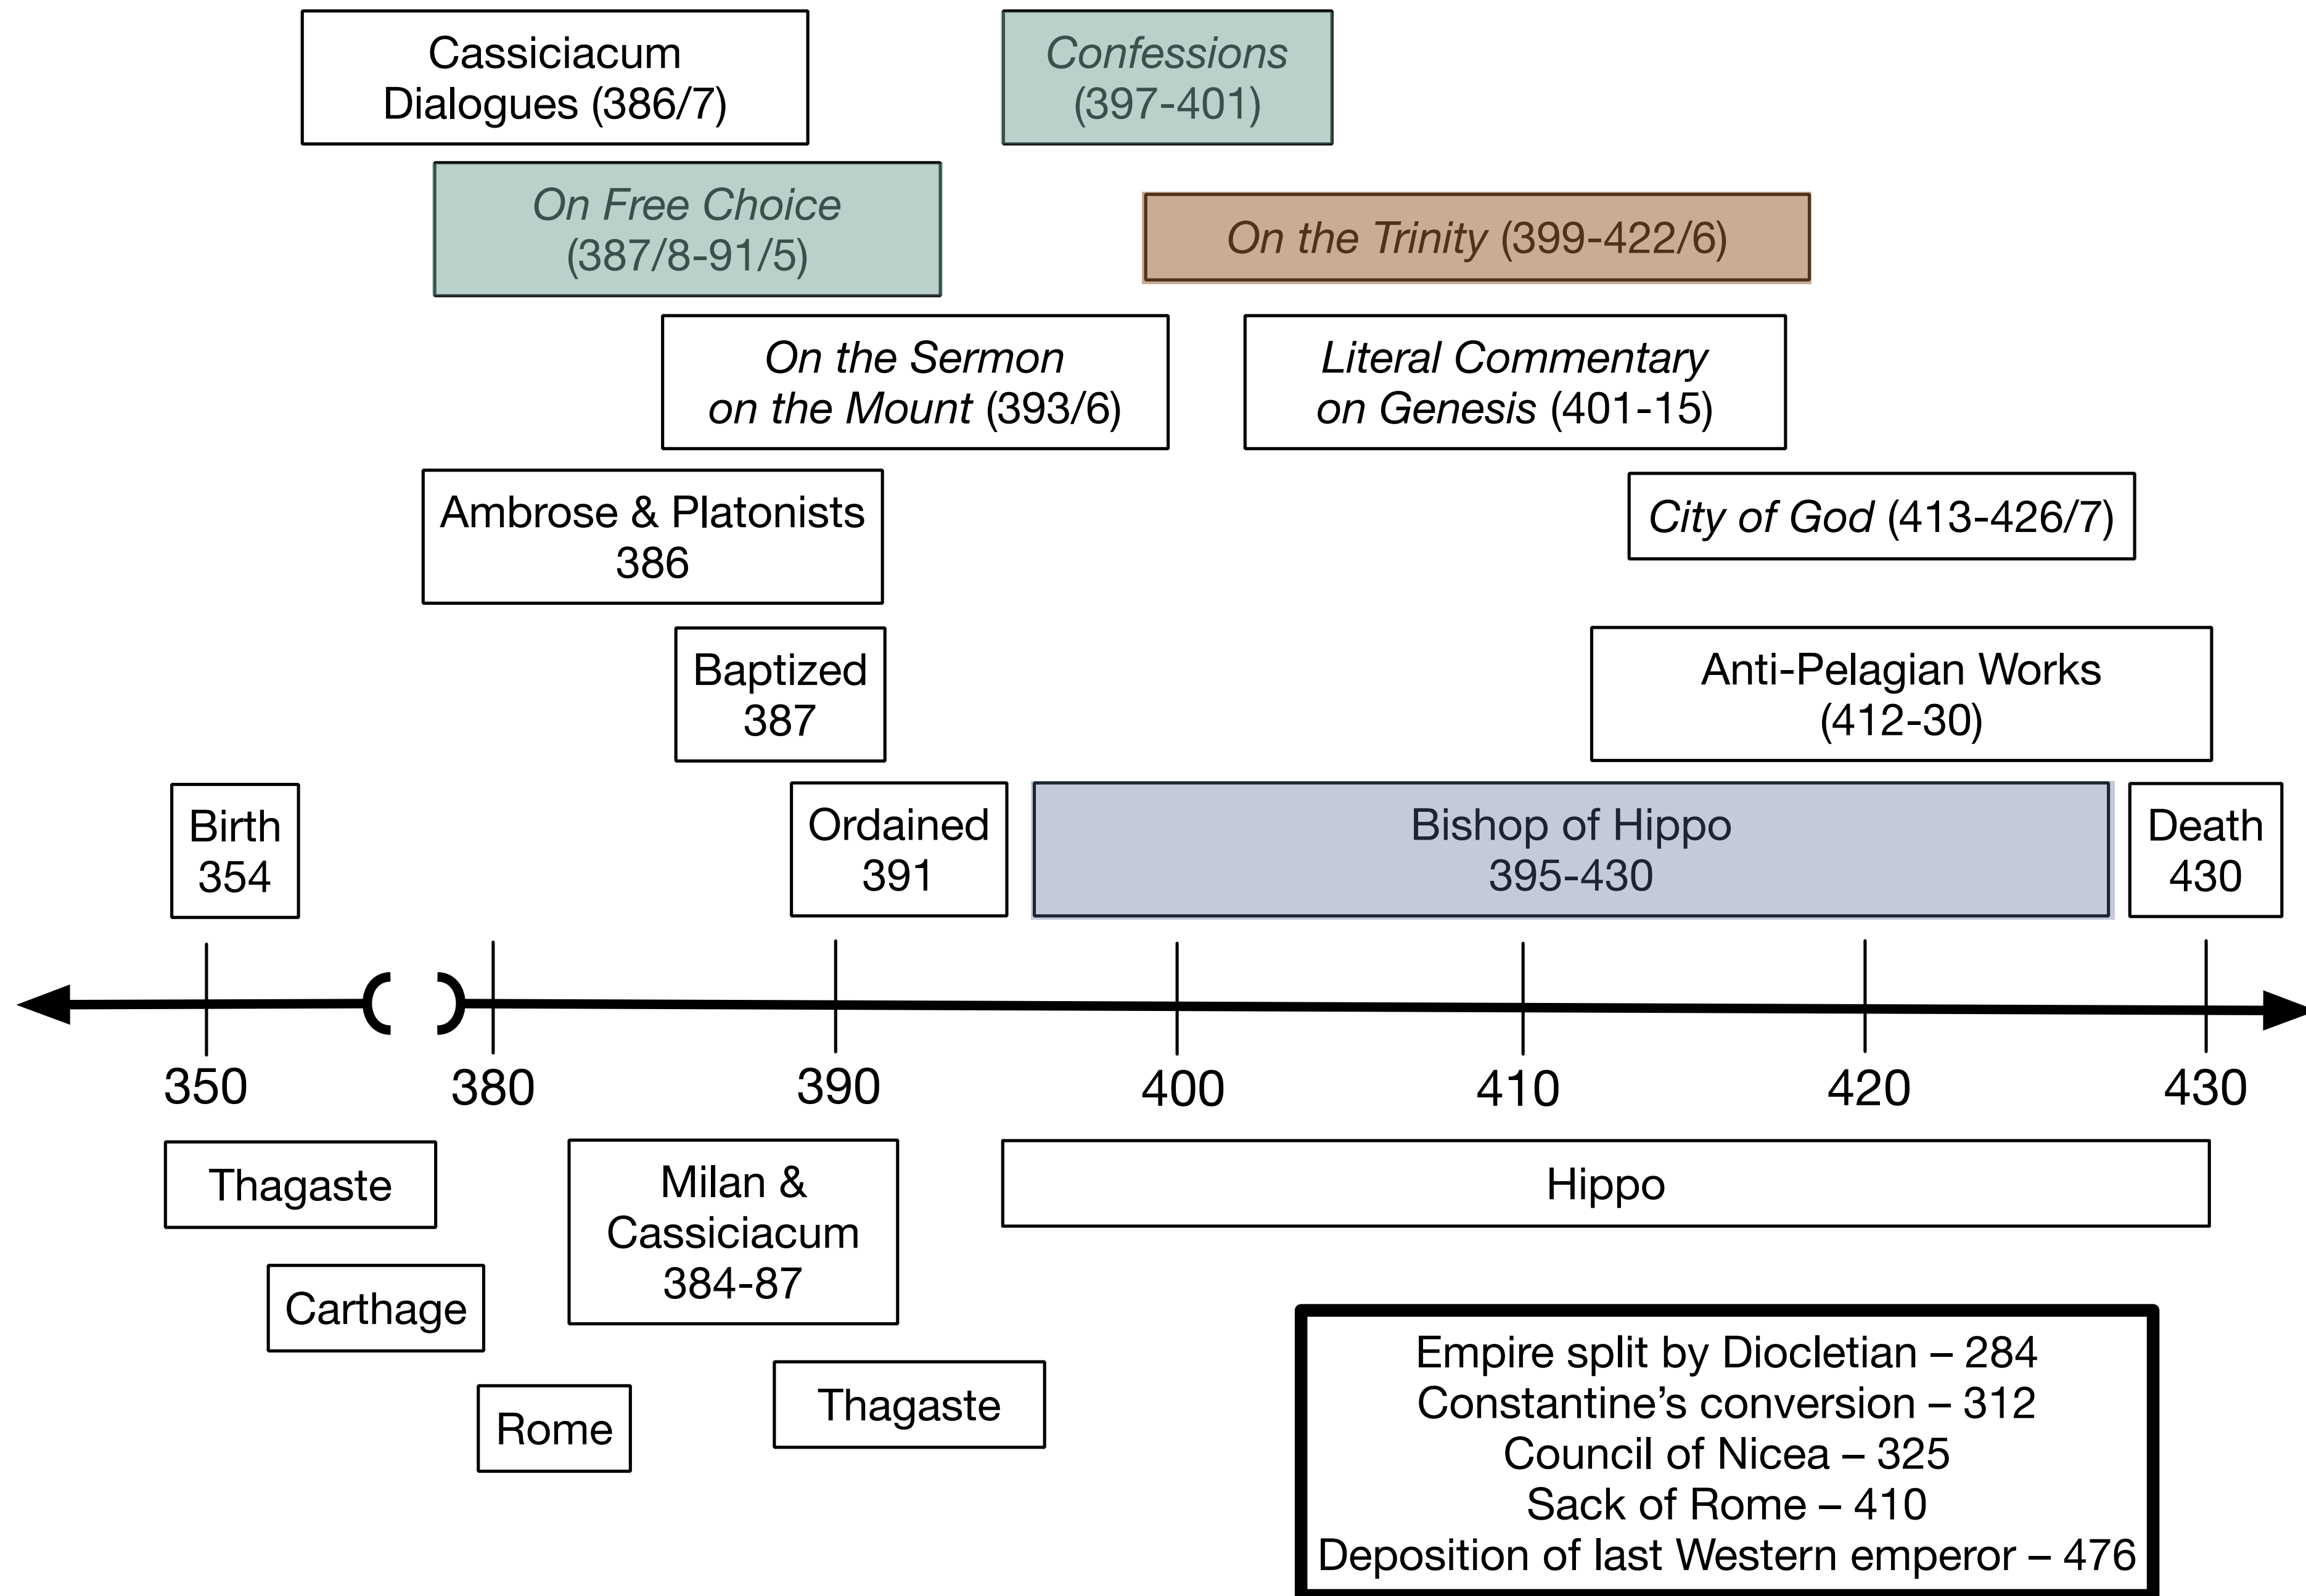 Cassiciacum
Dialogues (386/7)
Confessions
(397-401)
On Free Choice
(387/8-91/5)
On the Trinity (399-422/6)
On the Sermon
on the Mount (393/6)
Literal Commentary
on Genesis (401-15)
Ambrose & Platonists
386
City of God (413-426/7)
Baptized
387
Anti-Pelagian Works
(412-30)
Birth
354
Ordained
391
Bishop of Hippo
395-430
Death
430
350 380 390 400 410 420 430
Thagaste
Milan &
Cassiciacum
384-87
Hippo
Carthage
Rome
Thagaste
Empire split by Diocletian – 284
Constantine’s conversion – 312
Council of Nicea – 325
Sack of Rome – 410
Deposition of last Western emperor – 476